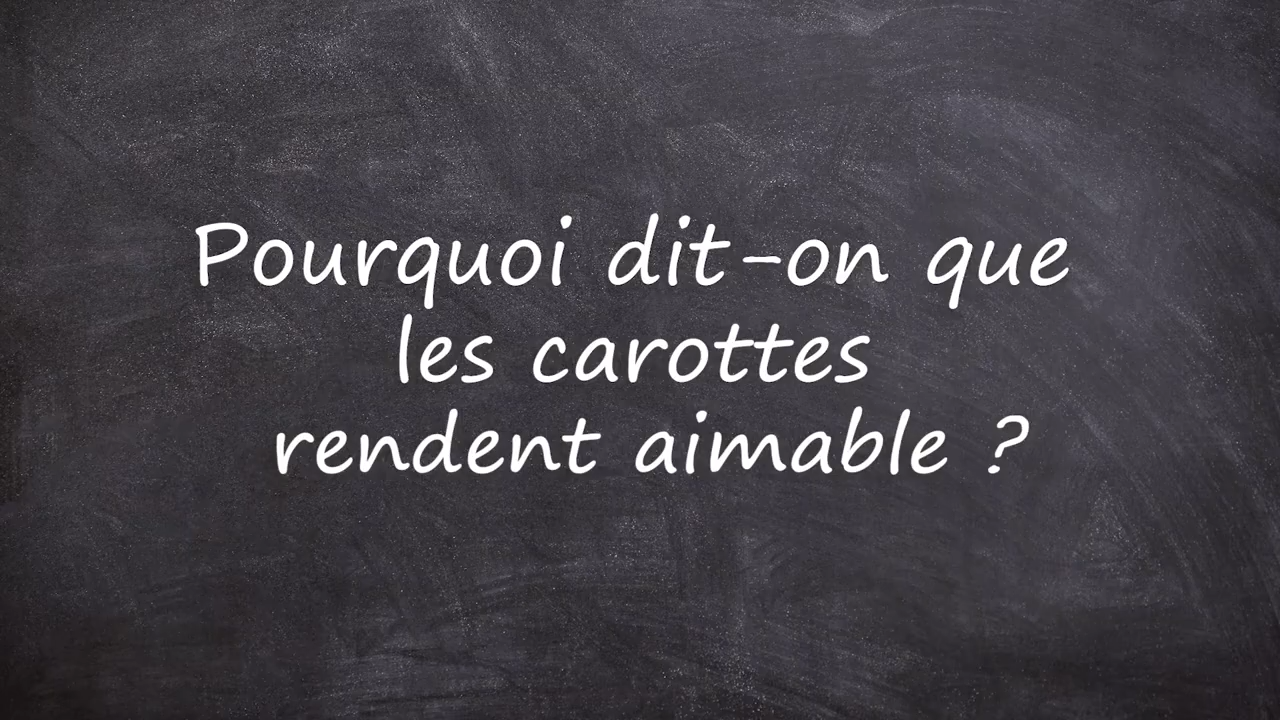 Pourquoi dit-on que
les carottes
rendent aimable ?